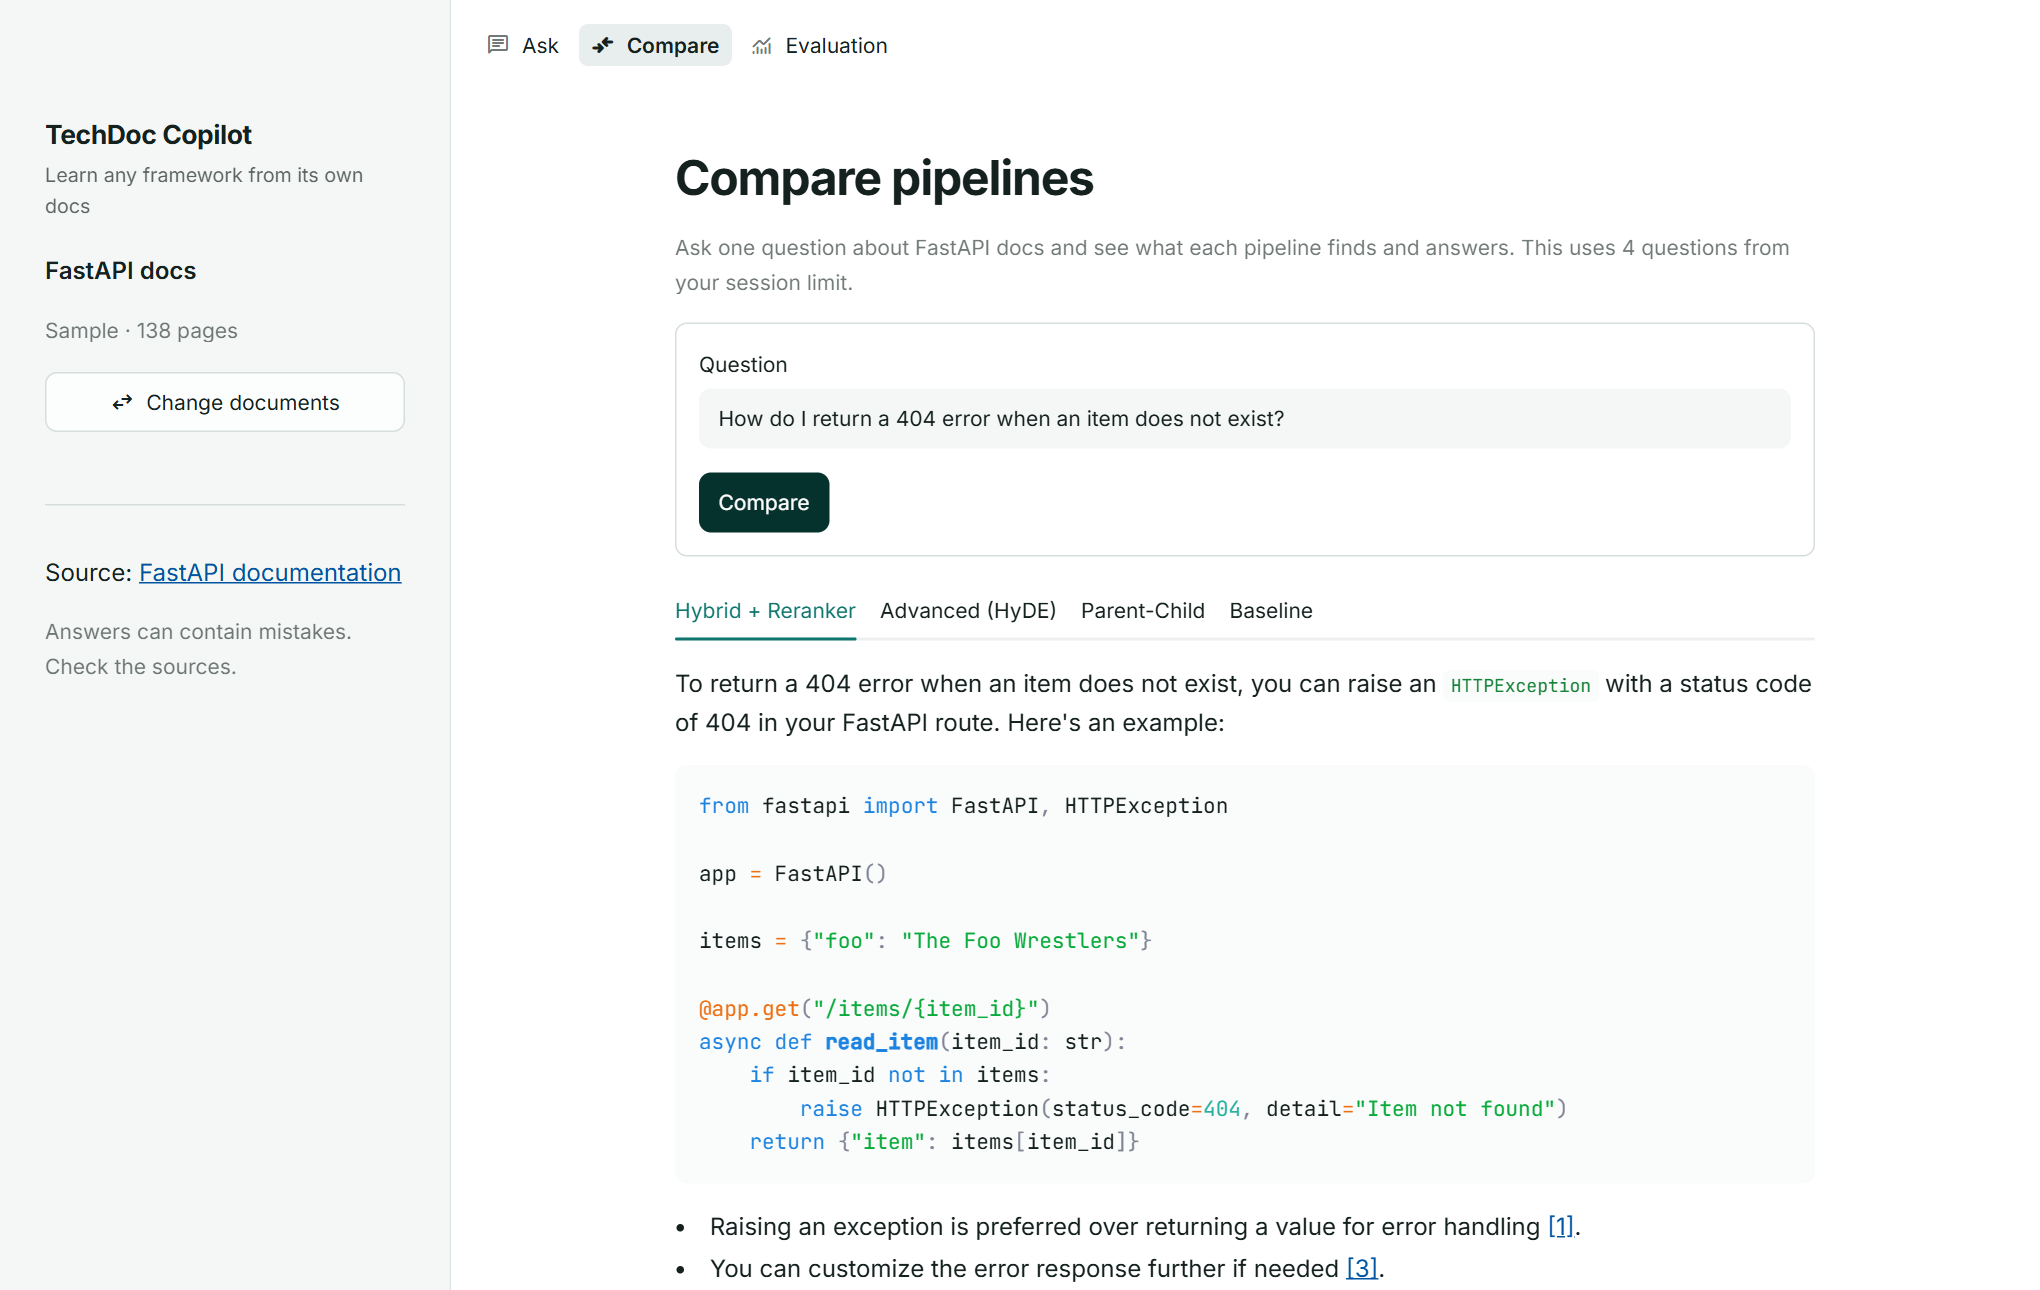 Ask
Compare
Evaluation
TechDoc Copilot
Learn any framework from its own
docs
FastAPI docs
Sample · 138 pages
Change documents
Source: FastAPI documentation
Answers can contain mistakes.
Check the sources.
Compare pipelines
Ask one question about FastAPI docs and see what each pipeline finds and answers. This uses 4 questions from
your session limit.
Question
How do I return a 404 error when an item does not exist?
Compare
Hybrid + Reranker
Advanced (HyDE)
Parent-Child
Baseline
To return a 404 error when an item does not exist, you can raise an HTTPException with a status code
of 404 in your FastAPI route. Here's an example:
from fastapi import FastAPI, HTTPException
app = FastAPI()
items = {"foo": "The Foo Wrestlers"}
@app.get("/items/{item_id}")
async def read_item(item_id: str):
    if item_id not in items:
        raise HTTPException(status_code=404, detail="Item not found")
    return {"item": items[item_id]}
• Raising an exception is preferred over returning a value for error handling [1].
• You can customize the error response further if needed [3].